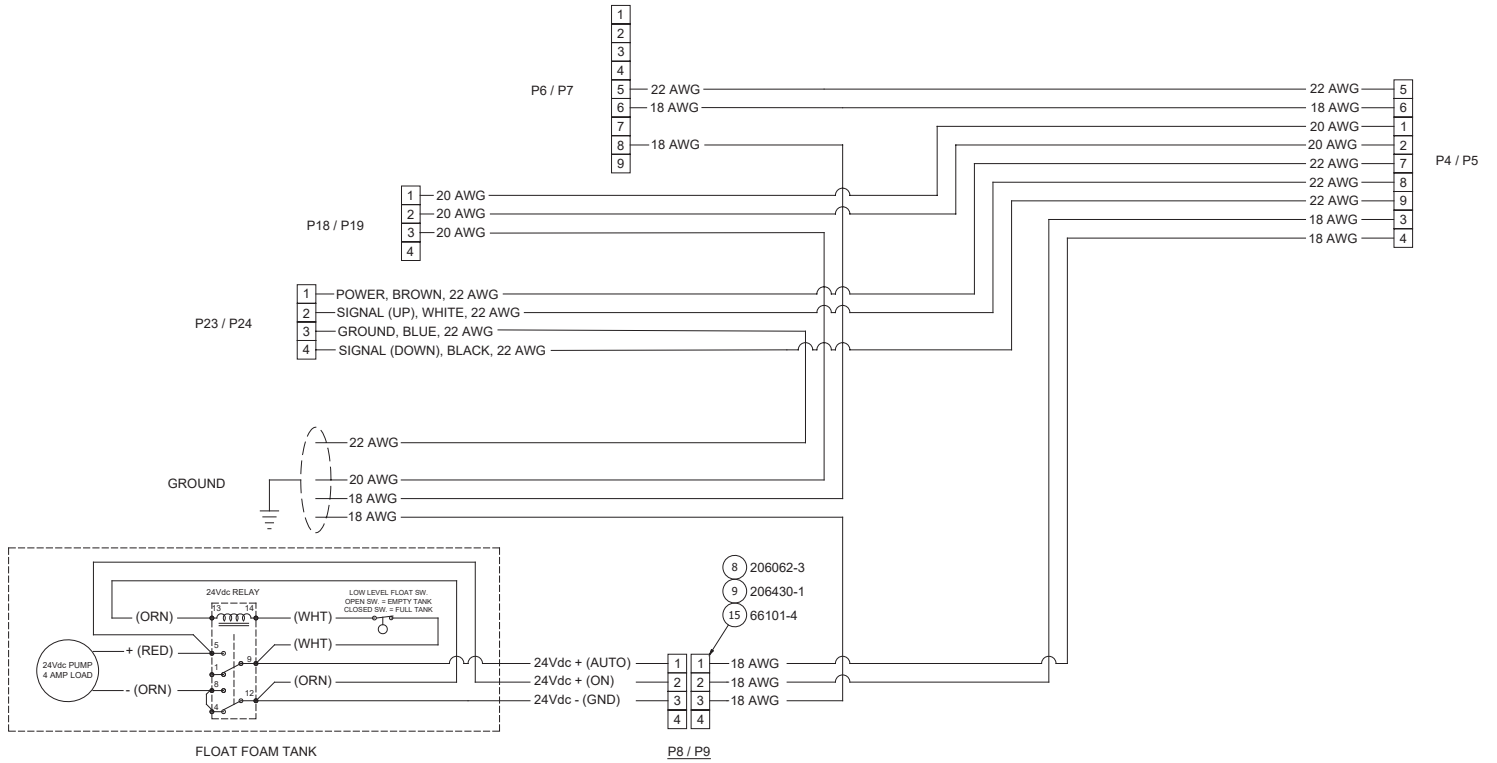 1
2
3
4
5
6
7
8
9
P6 / P7
22 AWG
18 AWG
18 AWG
22 AWG
18 AWG
20 AWG
20 AWG
22 AWG
22 AWG
22 AWG
18 AWG
18 AWG
5
6
1
2
7
8
9
3
4
P4 / P5
P18 / P19
1
2
3
4
20 AWG
20 AWG
20 AWG
P23 / P24
1
2
3
4
POWER, BROWN, 22 AWG
SIGNAL (UP), WHITE, 22 AWG
GROUND, BLUE, 22 AWG
SIGNAL (DOWN), BLACK, 22 AWG
GROUND
22 AWG
20 AWG
18 AWG
18 AWG
24Vdc RELAY
13
14
(ORN)
(WHT)
LOW LEVEL FLOAT SW.
OPEN SW. = EMPTY TANK
CLOSED SW. = FULL TANK
(WHT)
24Vdc PUMP
4 AMP LOAD
+ (RED)
- (ORN)
5
1
9
8
4
12
(ORN)
FLOAT FOAM TANK
24Vdc + (AUTO)
24Vdc + (ON)
24Vdc - (GND)
8 206062-3
9 206430-1
15 66101-4
1
2
3
4
1
2
3
4
18 AWG
18 AWG
18 AWG
P8 / P9